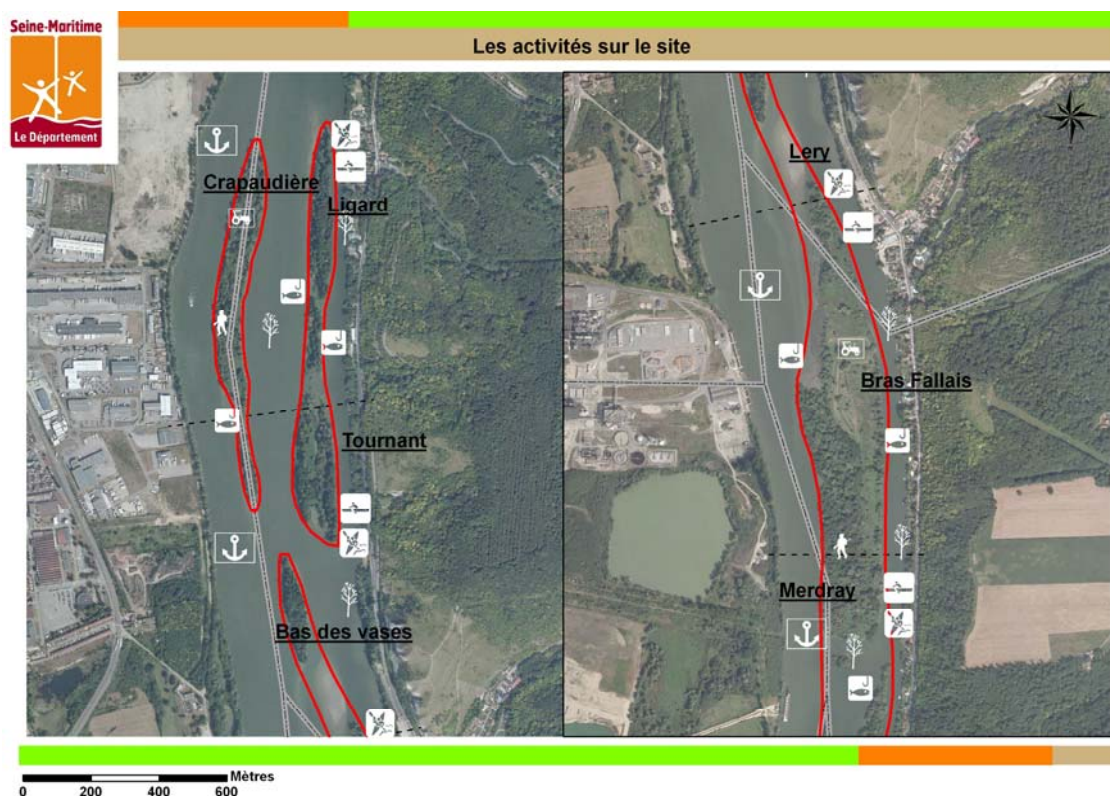 Seine-Maritime
Le Département
Les activités sur le site
Crapaudière
Ligard
Tournant
Bas des vases
Lery
Bras Fallais
Merdray
Mètres
0 200 400 600